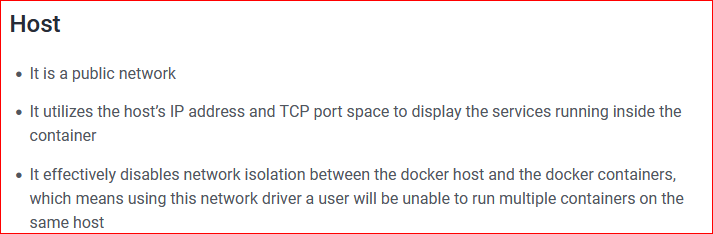 Host
• It is a public network
• It utilizes the host’s IP address and TCP port space to display the services running inside the
container
• It effectively disables network isolation between the docker host and the docker containers,
which means using this network driver a user will be unable to run multiple containers on the
same host